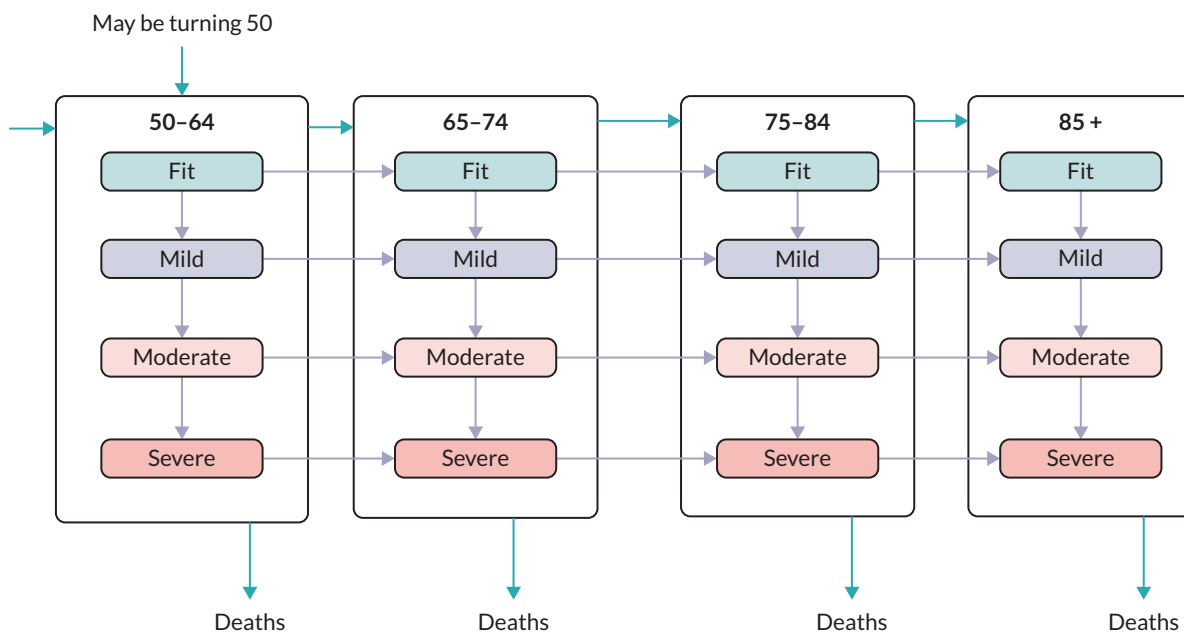 May be turning 50
50–64
65–74
75–84
85 +
Fit
Fit
Fit
Fit
Mild
Mild
Mild
Mild
Moderate
Moderate
Moderate
Moderate
Severe
Severe
Severe
Severe
Deaths
Deaths
Deaths
Deaths